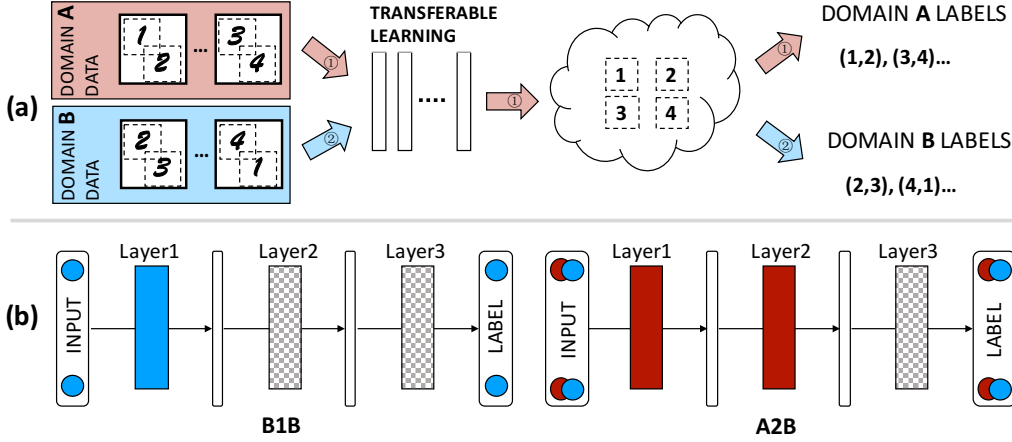 (a)
DOMAIN A
DATA
1 2 ... 3 4
DOMAIN B
DATA
2 3 ... 4 1
①
②
TRANSFERABLE
LEARNING
....
①
1 2
3 4
①
②
DOMAIN A LABELS
(1,2), (3,4)...
DOMAIN B LABELS
(2,3), (4,1)...
(b)
INPUT
Layer1
Layer2
Layer3
LABEL
B1B
INPUT
Layer1
Layer2
Layer3
LABEL
A2B